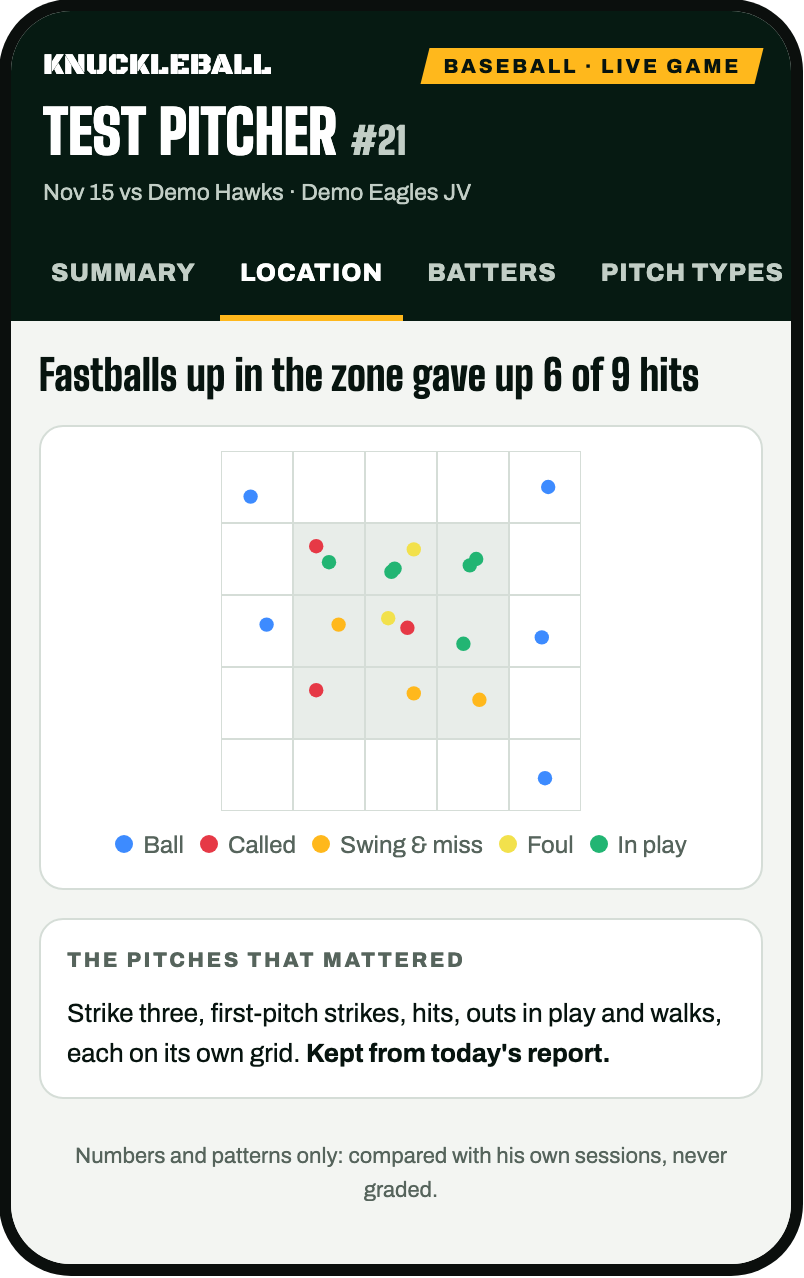 KNUCKLEBALL
BASEBALL · LIVE GAME
TEST PITCHER #21
Nov 15 vs Demo Hawks · Demo Eagles JV
SUMMARY LOCATION BATTERS PITCH TYPES
Fastballs up in the zone gave up 6 of 9 hits
Ball Called Swing & miss Foul In play
THE PITCHES THAT MATTERED
Strike three, first-pitch strikes, hits, outs in play and walks,
each on its own grid. Kept from today's report.
Numbers and patterns only: compared with his own sessions, never
graded.